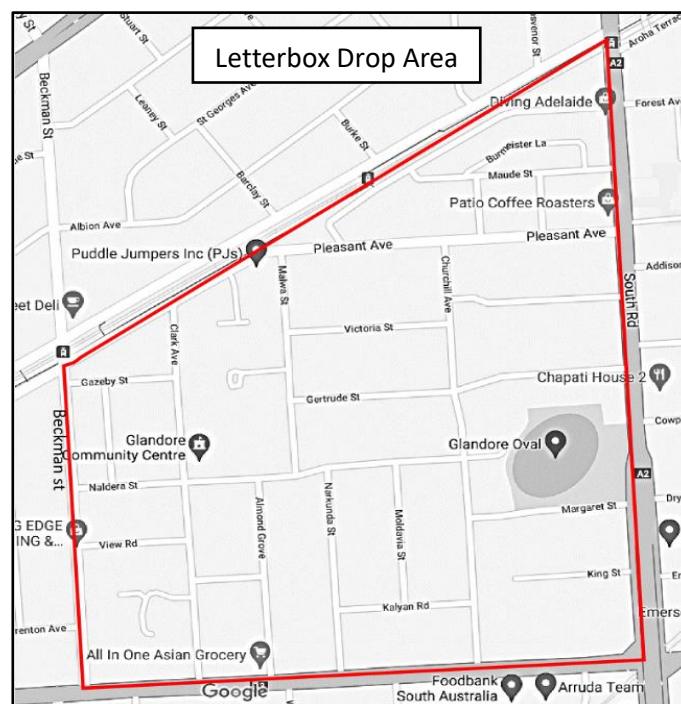 Letterbox Drop Area
Stuart St
Beckman St
Leaney St
St Georges Ave
Burke St
Barclay St
Albion Ave
Aroha Terrace
A2
Diving Adelaide
Forest Ave
Burmeister La
Maude St
Patio Coffee Roasters
Pleasant Ave
Pleasant Ave
Puddle Jumpers Inc (PJs)
Malwa St
Churchill Ave
Addison
South Rd
eet Deli
Clark Ave
Victoria St
Gazeby St
Gertrude St
Chapati House 2
Beckman st
Glandore
Community Centre
Glandore Oval
Cowp
Naldera St
A2
Almond Grove
Narkunda St
Moldavia St
Margaret St
Dry
G EDGE
ING &...
View Rd
King St
Kalyan Rd
Emerso
renton Ave
All In One Asian Grocery
Google
Foodbank
South Australia
Arruda Team